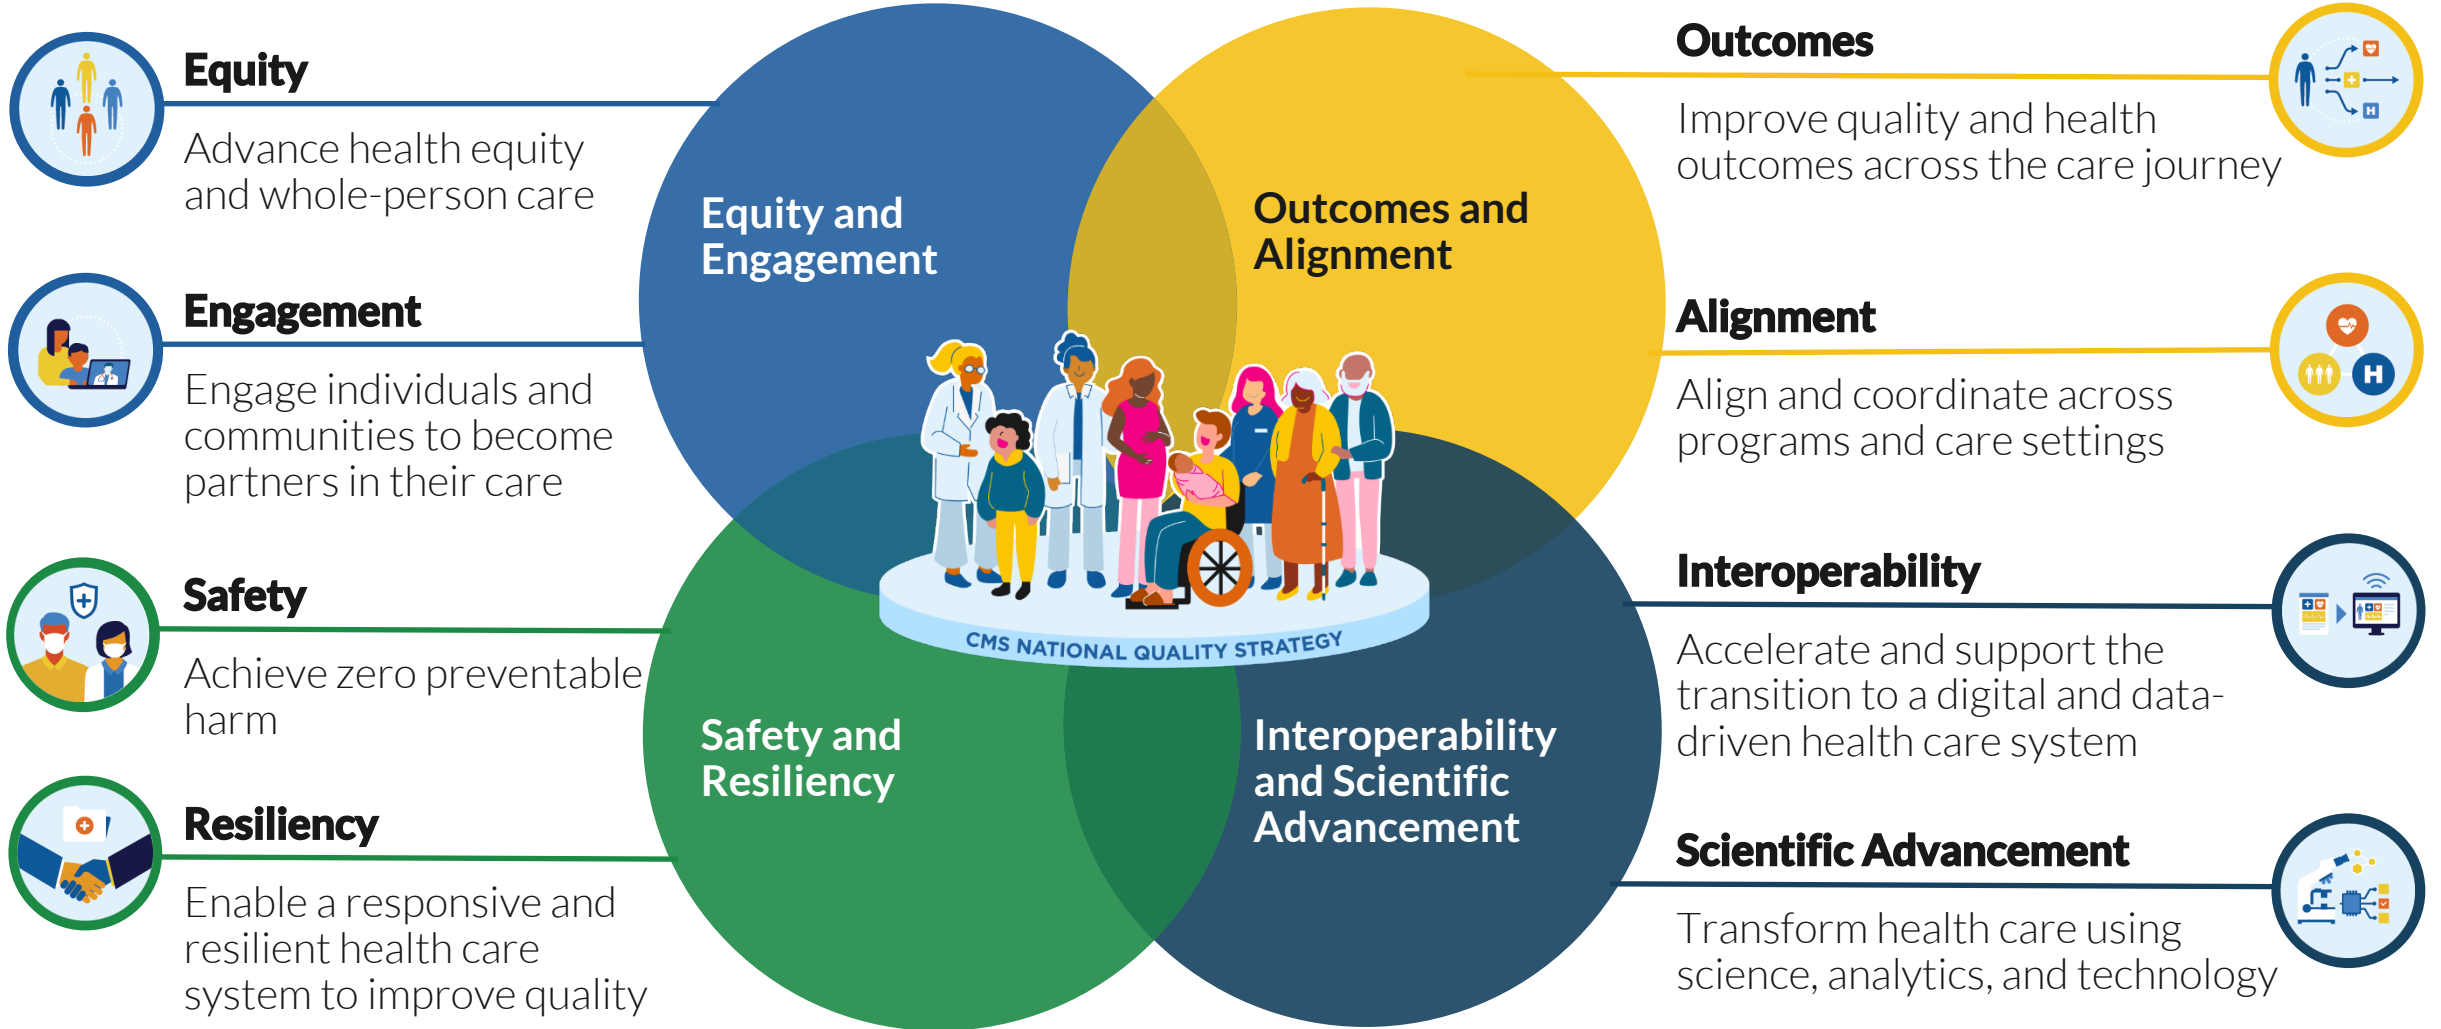 Equity
Advance health equity
and whole-person care
Engagement
Engage individuals and
communities to become
partners in their care
Safety
Achieve zero preventable
harm
Resiliency
Enable a responsive and
resilient health care
system to improve quality
Equity and
Engagement
Outcomes and
Alignment
CMS NATIONAL QUALITY STRATEGY
Safety and
Resiliency
Interoperability
and Scientific
Advancement
Outcomes
Improve quality and health
outcomes across the care journey
H
Alignment
Align and coordinate across
programs and care settings
H
Interoperability
Accelerate and support the
transition to a digital and data-
driven health care system
Scientific Advancement
Transform health care using
science, analytics, and technology